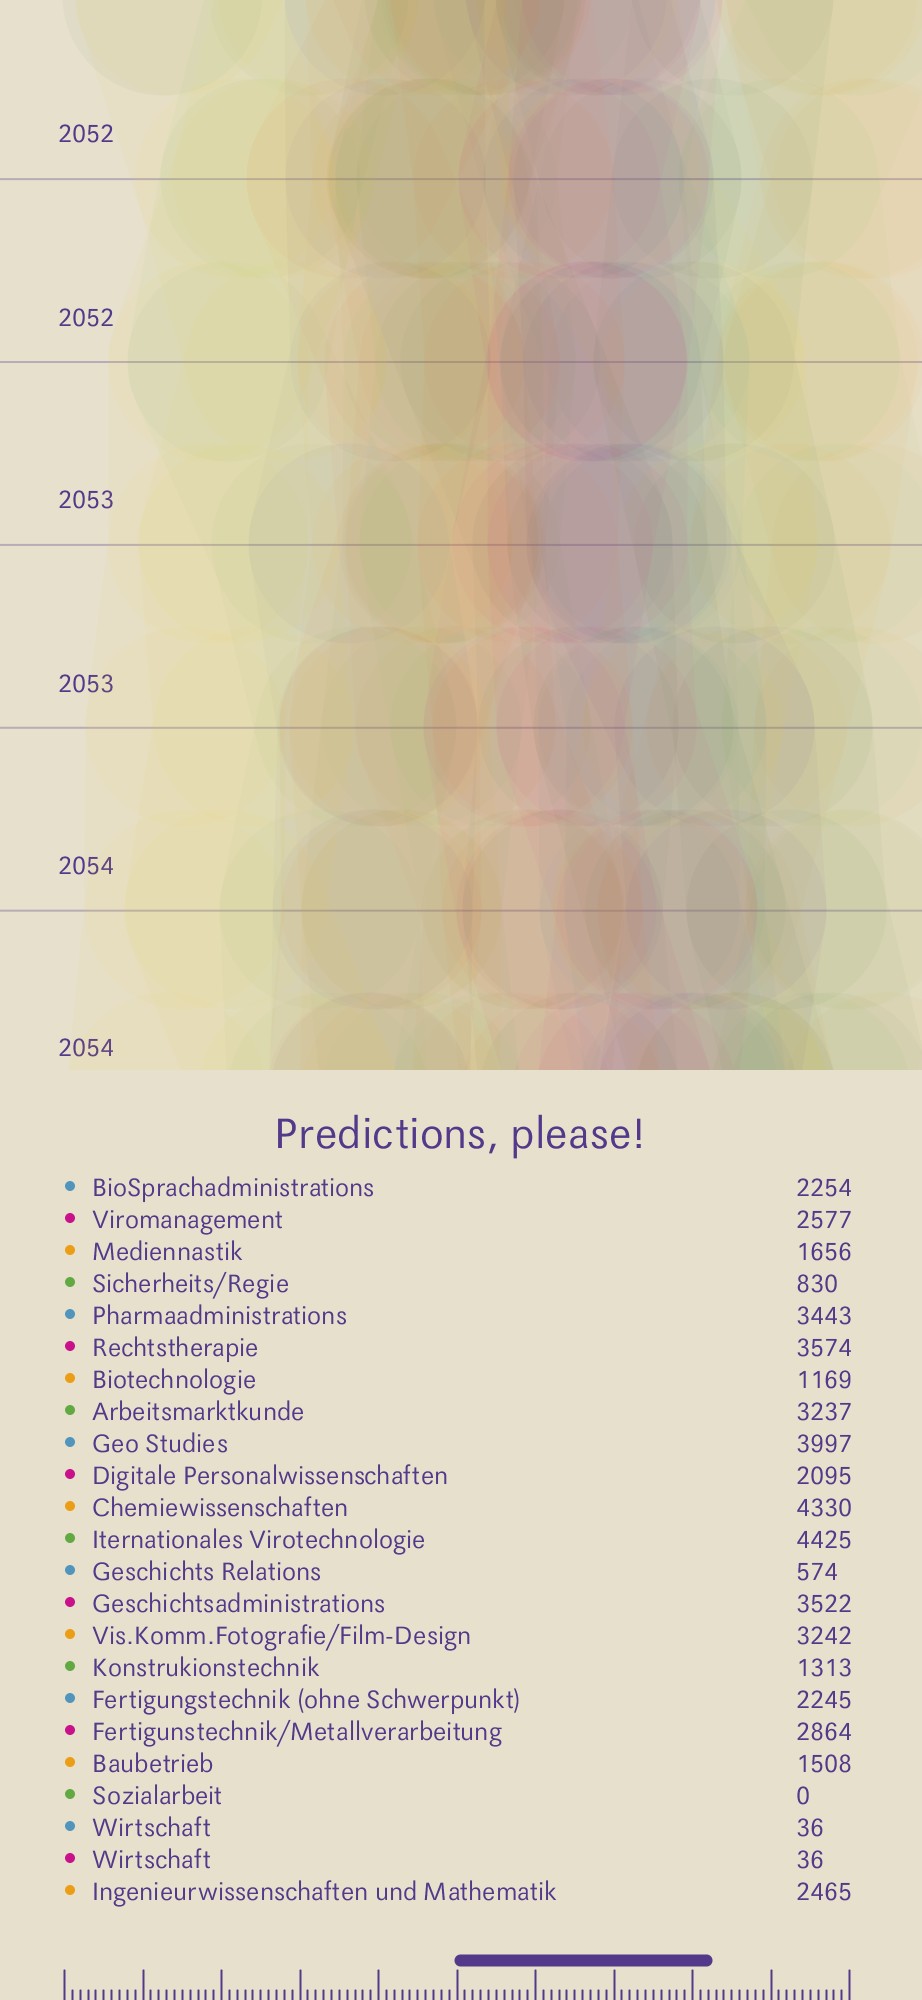 2052
2052
2053
2053
2054
2054
Predictions, please!
BioSprachadministrations 2254
Viromanagement 2577
Mediennastik 1656
Sicherheits/Regie 830
Pharmaadministrations 3443
Rechtstherapie 3574
Biotechnologie 1169
Arbeitsmarktkunde 3237
Geo Studies 3997
Digitale Personalwissenschaften 2095
Chemiewissenschaften 4330
Iternationales Virotechnologie 4425
Geschichts Relations 574
Geschichtsadministrations 3522
Vis.Komm.Fotografie/Film-Design 3242
Konstrukionstechnik 1313
Fertigungstechnik (ohne Schwerpunkt) 2245
Fertigunstechnik/Metallverarbeitung 2864
Baubetrieb 1508
Sozialarbeit 0
Wirtschaft 36
Wirtschaft 36
Ingenieurwissenschaften und Mathematik 2465